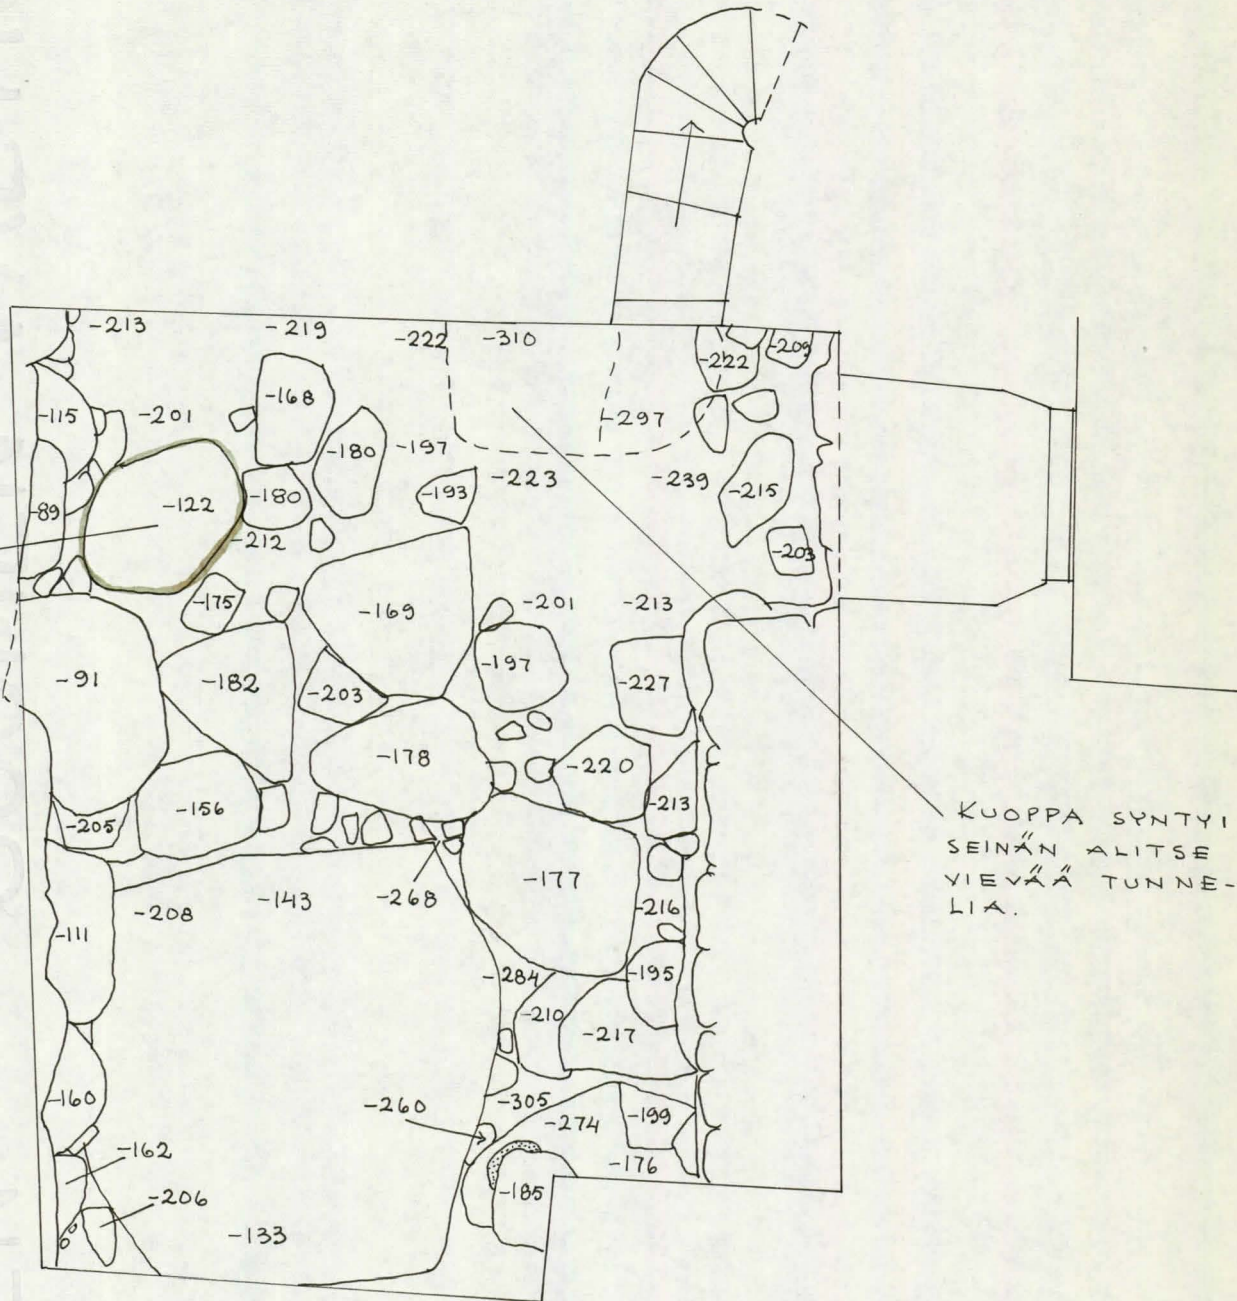 -213 -219 -222 -310 -222 -209
-115 -201 -168 -180 -197 -297
-89 -122 -180 -193 -223 -239 -215
-212 -203
-175 -169 -201 -213
-91 -182 -203 -197 -227
-178 -220 -213
-205 -156
KUOPPA SYNTYI
SEINÄN ALITSE
VIEVÄÄ TUNNE-
LIA.
-111 -208 -143 -268 -177 -216
-284 -195
-210 -217
-160 -260 -305 -274 -199
-162 -176
-206 -185
-133